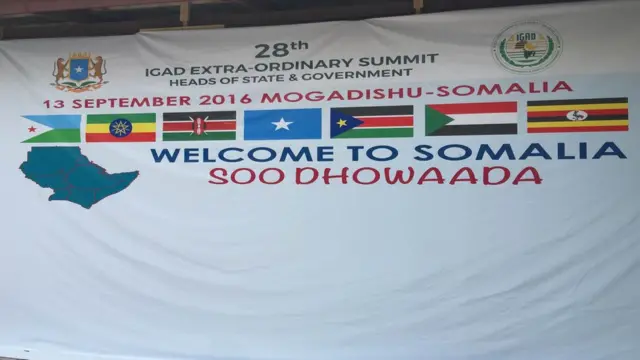 28th
IGAD
IGAD EXTRA-ORDINARY SUMMIT
HEADS OF STATE & GOVERNMENT
13 SEPTEMBER 2016 MOGADISHU-SOMALIA
WELCOME TO SOMALIA
SOO DHOWAADA